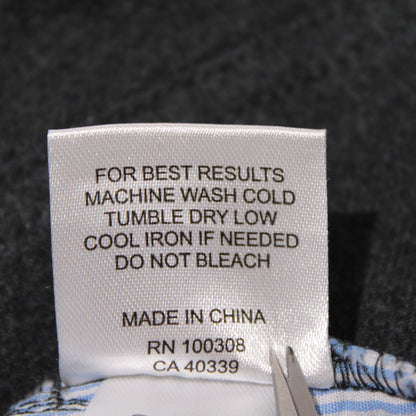 FOR BEST RESULTS
MACHINE WASH COLD
TUMBLE DRY LOW
COOL IRON IF NEEDED
DO NOT BLEACH
MADE IN CHINA
RN 100308
CA 40339